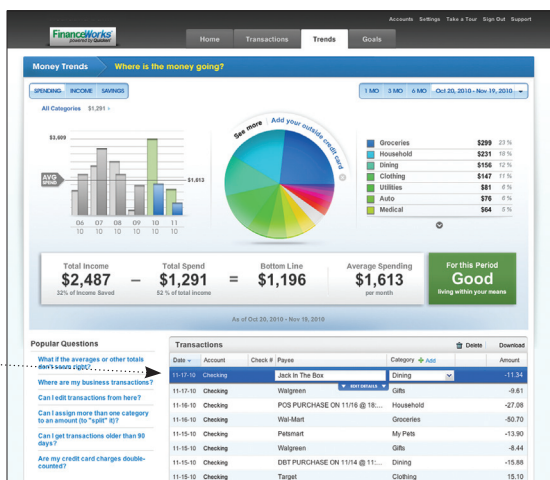 Accounts Settings Take a Tour Sign Out Support
FinanceWorks
powered by Quicken
Home Transactions Trends Goals
Money Trends Where is the money going?
SPENDING INCOME SAVINGS
1 MO 3 MO 6 MO Oct 20, 2010 - Nov 19, 2010
All Categories $1,291 ›
See more Add your outside credit card
$3,609
AVG
SPEND
$1,613
06 07 08 09 10 11
10 10 10 10 10 10
Groceries $299 23 %
Household $231
Dining $156 12 %
Clothing $147 11 %
Utilities $81 6 %
Auto $76 6 %
Medical $64 5 %
Total Income
$2,487
Total Spend
$1,291
Bottom Line
$1,196
Average Spending
$1,613
per month
For this Period
Good
living within your means
– =
32% of Income Saved
52 % of total income
As of Oct 20, 2010 - Nov 19, 2010
Popular Questions
What if the averages or other totals
don't seem right?
Where are my business transactions?
Can I edit transactions from here?
Can I assign more than one category
to an amount (to "split" it)?
Can I get transactions older than 90
days?
Are my credit card charges double-
counted?
Transactions Delete Download
Date Account Check # Payee Category Add Amount
11-17-10 Checking Jack In The Box Dining -11.34
EDIT DETAILS
11-17-10 Checking Walgreen Gifts -9.61
11-16-10 Checking POS PURCHASE ON 11/16 @ 18:... Household -27.08
11-16-10 Checking Wal-Mart Groceries -50.70
11-15-10 Checking Petsmart My Pets -13.90
11-15-10 Checking Walgreen Gifts -8.44
11-15-10 Checking DBT PURCHASE ON 11/14 @ 11:... Dining -15.88
11-15-10 Checking Target Clothing 15.10